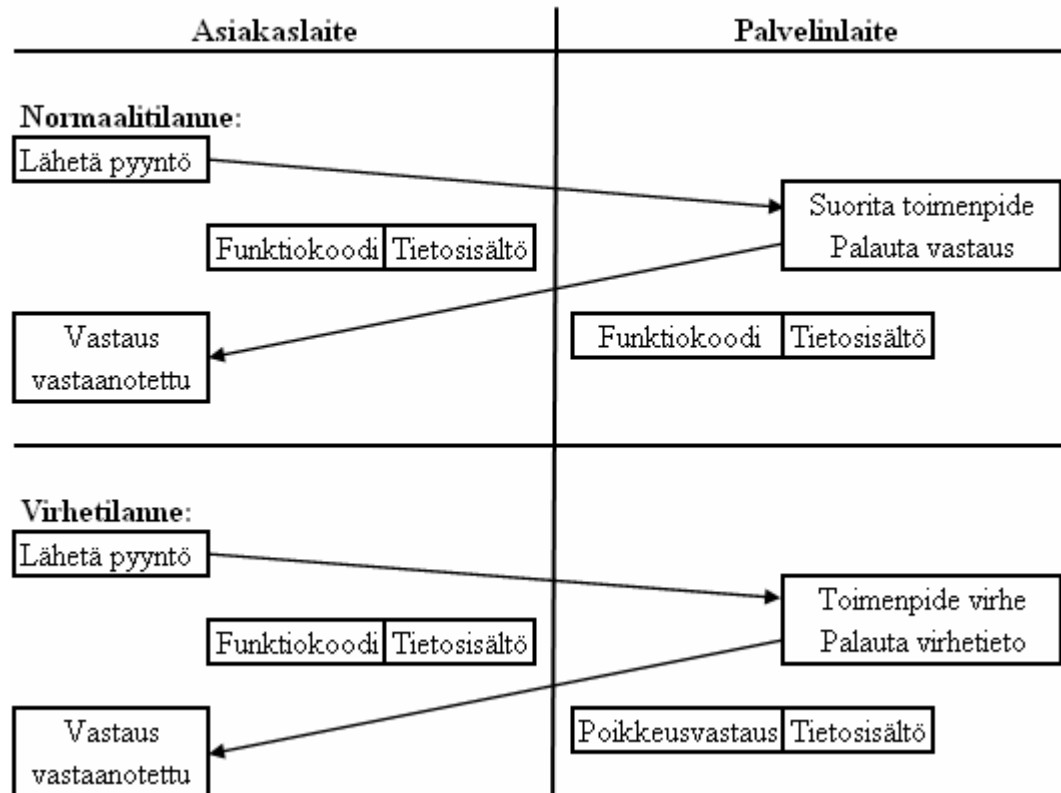 Asiakaslaite
Palvelinlaite
Normaalitilanne:
Lähetä pyyntö
Suorita toimenpide
Palauta vastaus
Funktiokoodi Tietosisältö
Vastaus
vastaanotettu
Funktiokoodi Tietosisältö
Virhetilanne:
Lähetä pyyntö
Toimenpide virhe
Palauta virhetieto
Funktiokoodi Tietosisältö
Vastaus
vastaanotettu
Poikkeusvastaus Tietosisältö